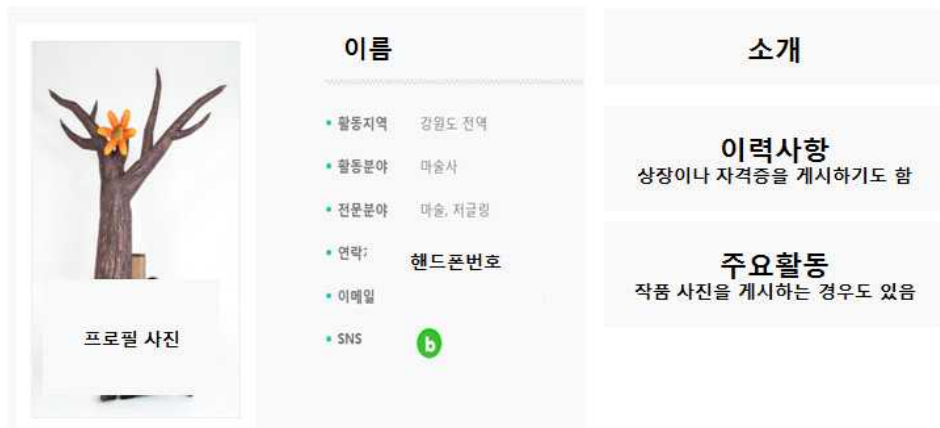 이름
활동지역 강원도 전역
활동분야 마술사
전문분야 마술, 저글링
연락
핸드폰번호
이메일
SNS b
프로필 사진
소개
이력사항
상장이나 자격증을 게시하기도 함
주요활동
작품 사진을 게시하는 경우도 있음